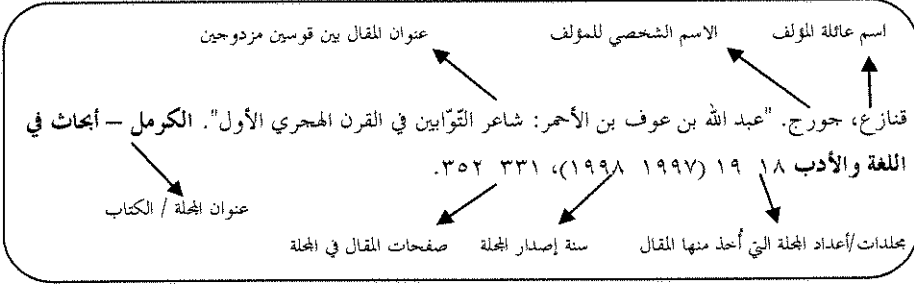 اسم عائلة المؤلف الاسم الشخصي للمؤلف عنوان المقال بين قوسين مزدوجين
قنازع، جورج. "عبد الله بن عوف بن الأحمر: شاعر التّوّابين في القرن الهجري الأول". الكرمل – أبحاث في
اللغة والأدب ١٨ ١٩ (١٩٩٧ ١٩٩٨)، ٣٣١ ٣٥٢.
عنوان المجلة / الكتاب
مجلدات/أعداد المجلة التي أُخذ منها المقال سنة إصدار المجلة صفحات المقال في المجلة